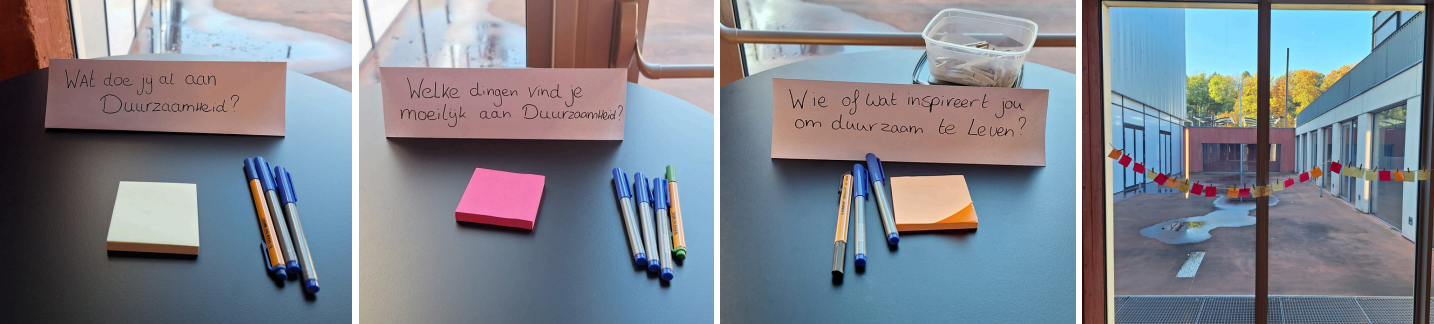 WAt doe jij al aan
Duurzaamheid?
Welke dingen vind je
moeilijk aan Duurzaamheid?
Wie of wat inspireert jou
om duurzaam te Leven?